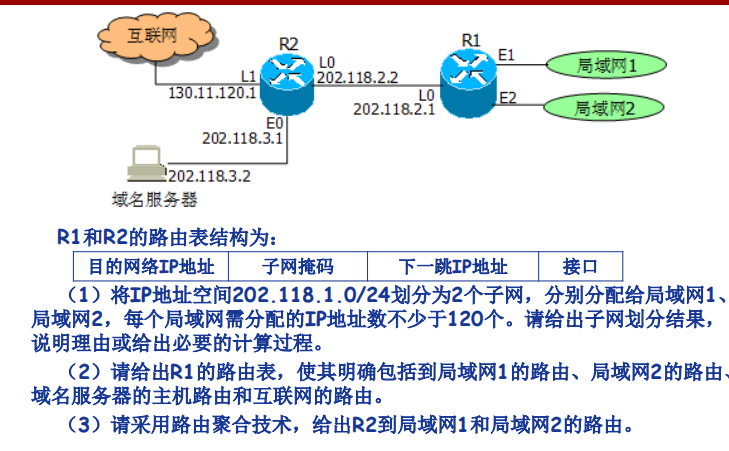 互联网
R2
R1
L1
L0
202.118.2.2
130.11.120.1
E0
202.118.3.1
L0
202.118.2.1
E1
局域网1
E2
局域网2
202.118.3.2
域名服务器
R1和R2的路由表结构为:
目的网络IP地址 子网掩码 下一跳IP地址 接口
(1)将IP地址空间202.118.1.0/24划分为2个子网,分别分配给局域网1、
局域网2,每个局域网需分配的IP地址数不少于120个。请给出子网划分结果,
说明理由或给出必要的计算过程。
(2)请给出R1的路由表,使其明确包括到局域网1的路由、局域网2的路由、
域名服务器的主机路由和互联网的路由。
(3)请采用路由聚合技术,给出R2到局域网1和局域网2的路由。